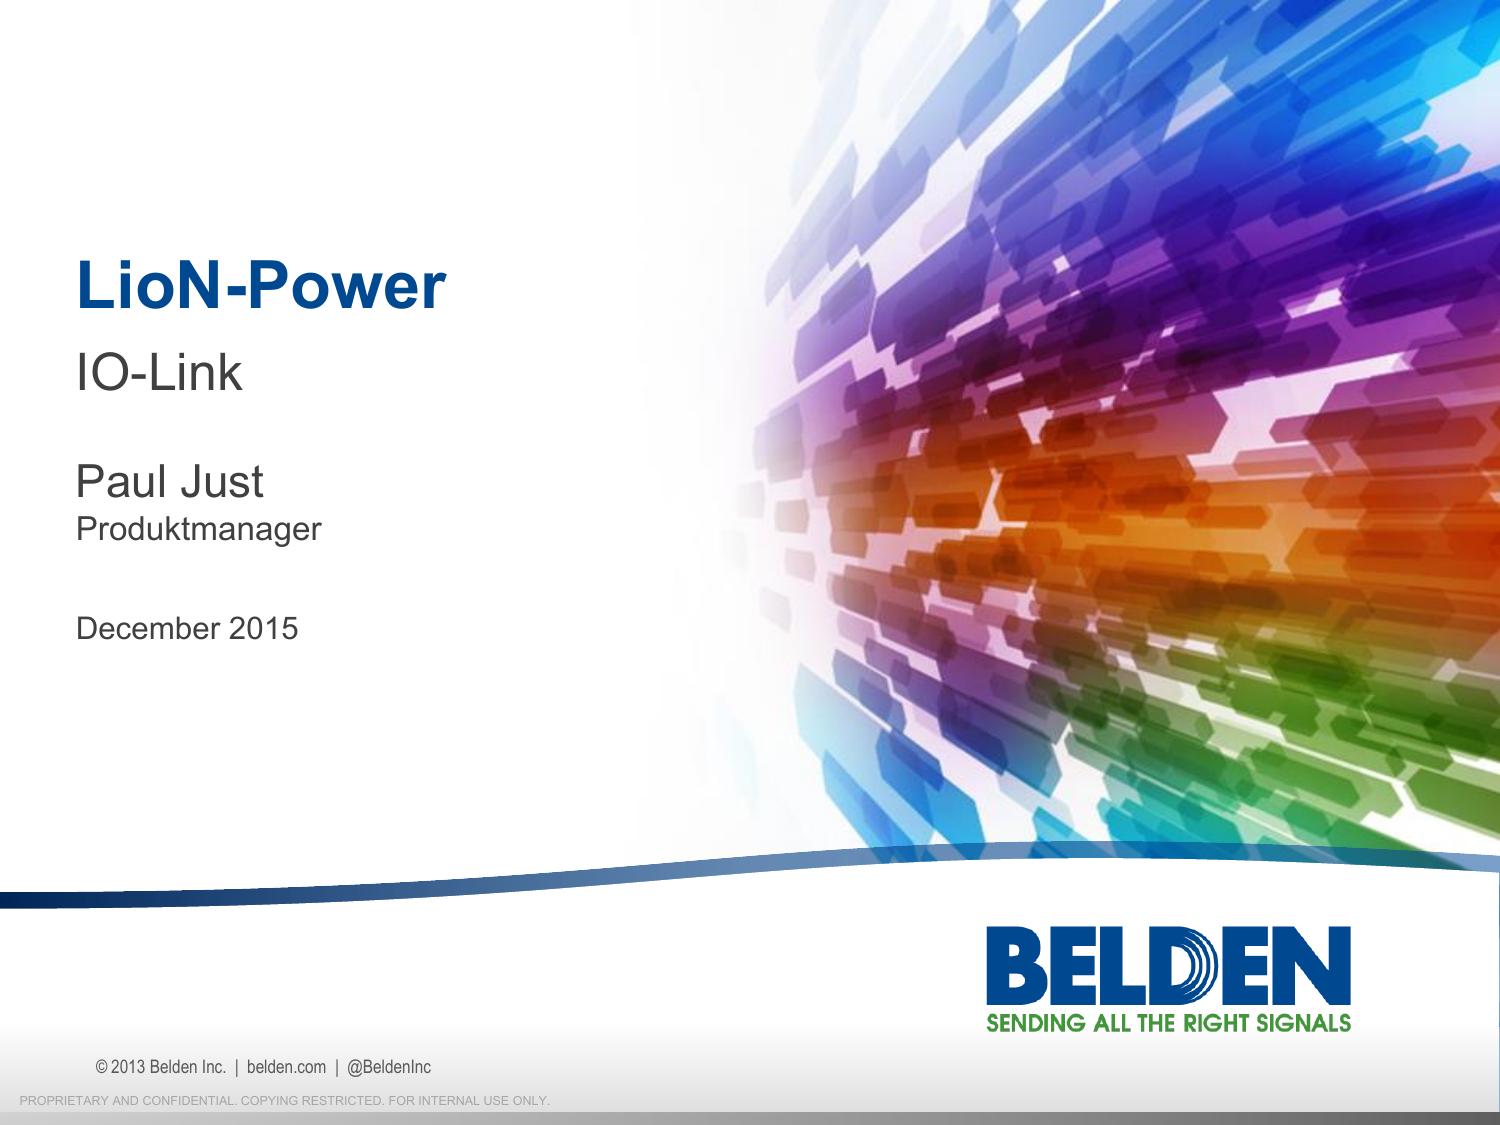 LioN-Power
IO-Link
Paul Just
Produktmanager
December 2015
BELDEN
SENDING ALL THE RIGHT SIGNALS
© 2013 Belden Inc. | belden.com | @BeldenInc
PROPRIETARY AND CONFIDENTIAL. COPYING RESTRICTED. FOR INTERNAL USE ONLY.